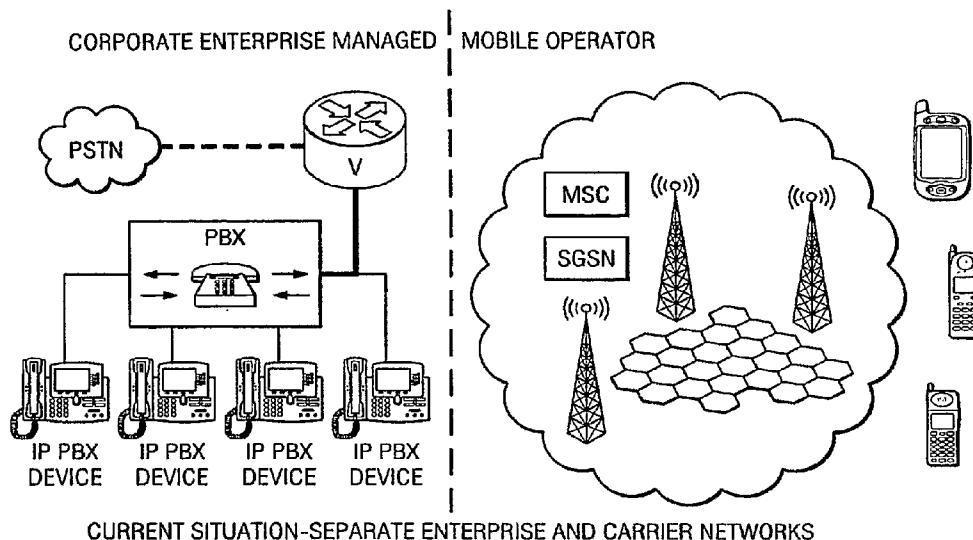 CORPORATE ENTERPRISE MANAGED
MOBILE OPERATOR
PSTN
V
PBX
MSC
SGSN
IP PBX
DEVICE
IP PBX
DEVICE
IP PBX
DEVICE
IP PBX
DEVICE
CURRENT SITUATION-SEPARATE ENTERPRISE AND CARRIER NETWORKS